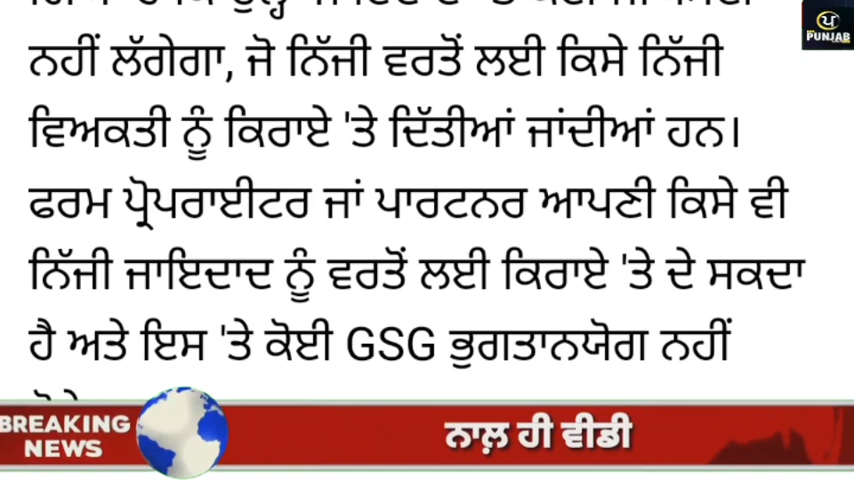 ਨਹੀਂ ਲੱਗੇਗਾ, ਜੋ ਨਿੱਜੀ ਵਰਤੋਂ ਲਈ ਕਿਸੇ ਨਿੱਜੀ
ਵਿਅਕਤੀ ਨੂੰ ਕਿਰਾਏ 'ਤੇ ਦਿੱਤੀਆਂ ਜਾਂਦੀਆਂ ਹਨ।
ਫਰਮ ਪ੍ਰੋਪਰਾਈਟਰ ਜਾਂ ਪਾਰਟਨਰ ਆਪਣੀ ਕਿਸੇ ਵੀ
ਨਿੱਜੀ ਜਾਇਦਾਦ ਨੂੰ ਵਰਤੋਂ ਲਈ ਕਿਰਾਏ 'ਤੇ ਦੇ ਸਕਦਾ
ਹੈ ਅਤੇ ਇਸ 'ਤੇ ਕੋਈ GSG ਭੁਗਤਾਨਯੋਗ ਨਹੀਂ
ਪ
PUNJAB
BREAKING
NEWS
ਨਾਲ਼ ਹੀ ਵੀਡੀ